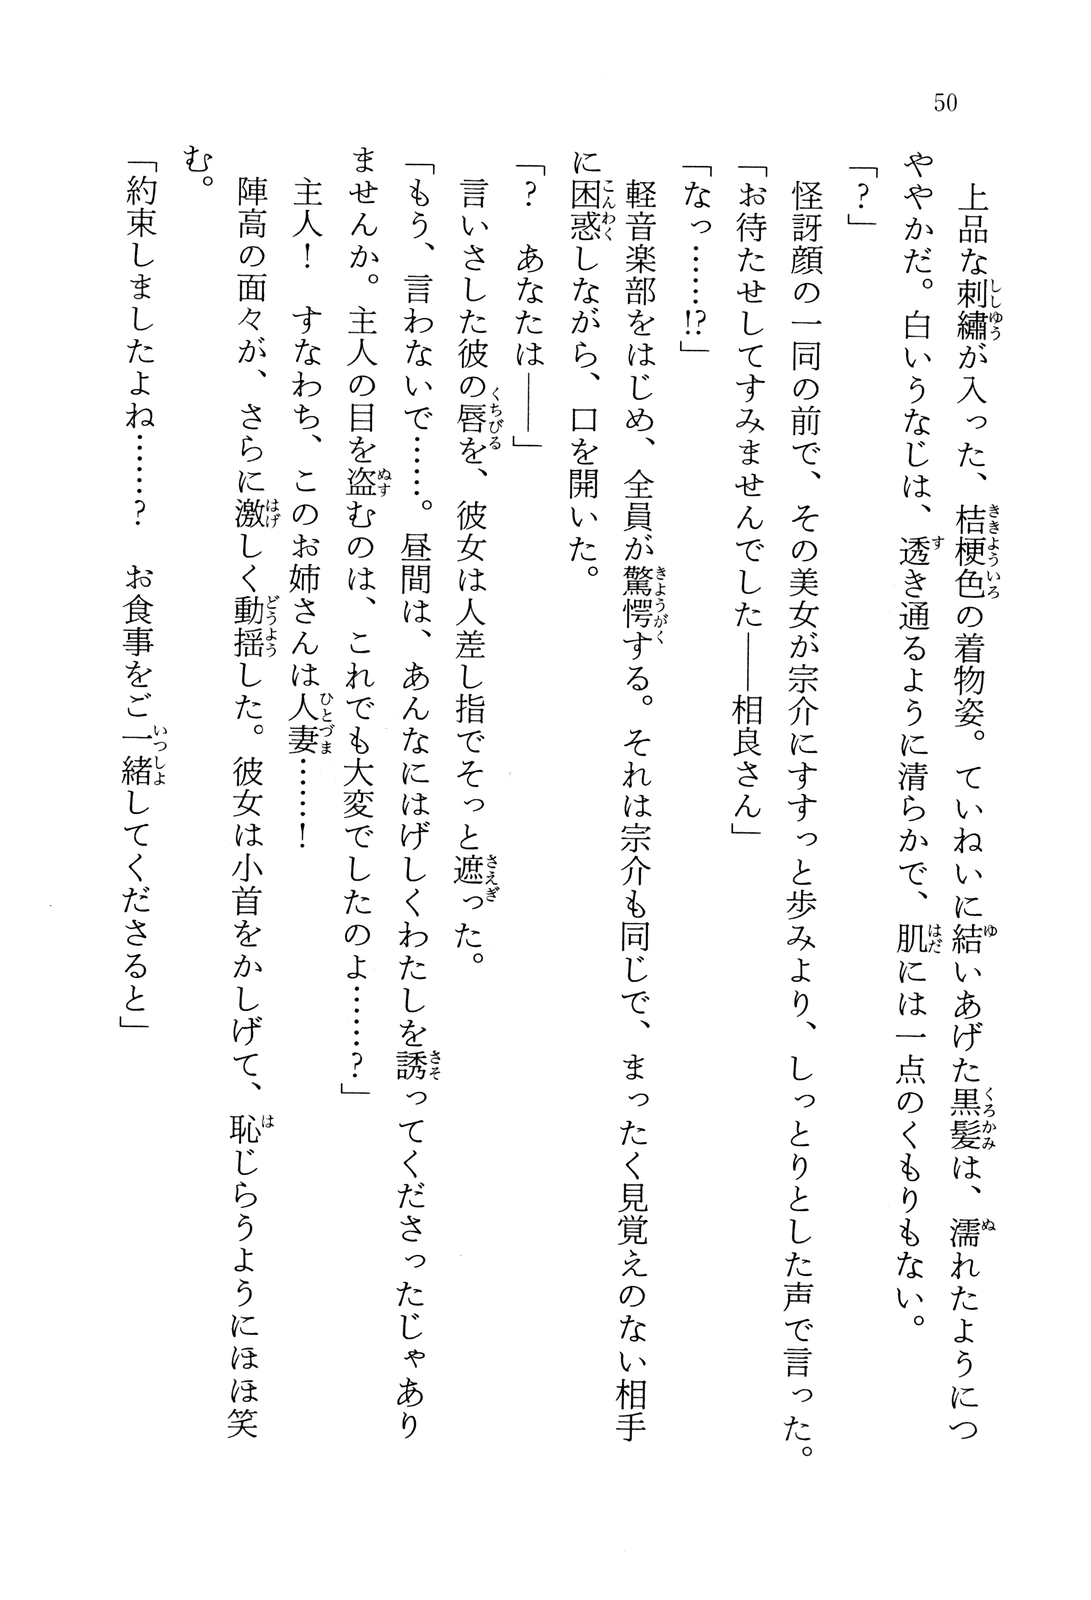 50
　上品な刺繡が入った、桔梗色の着物姿。ていねいに結いあげた黒髪は、濡れたようにつ
ややかだ。白いうなじは、透き通るように清らかで、肌には一点のくもりもない。
「？」
　怪訝顔の一同の前で、その美女が宗介にすすっと歩みより、しっとりとした声で言った。
「お待たせしてすみませんでした――相良さん」
「なっ……!?」
　軽音楽部をはじめ、全員が驚愕する。それは宗介も同じで、まったく見覚えのない相手
に困惑しながら、口を開いた。
「？　あなたは――」
　言いさした彼の唇を、彼女は人差し指でそっと遮った。
「もう、言わないで……。昼間は、あんなにはげしくわたしを誘ってくださったじゃあり
ませんか。主人の目を盗むのは、これでも大変でしたのよ……？」
　主人！　すなわち、このお姉さんは人妻……！
　陣高の面々が、さらに激しく動揺した。彼女は小首をかしげて、恥じらうようにほほ笑
む。
「約束しましたよね……？　お食事をご一緒してくださると」